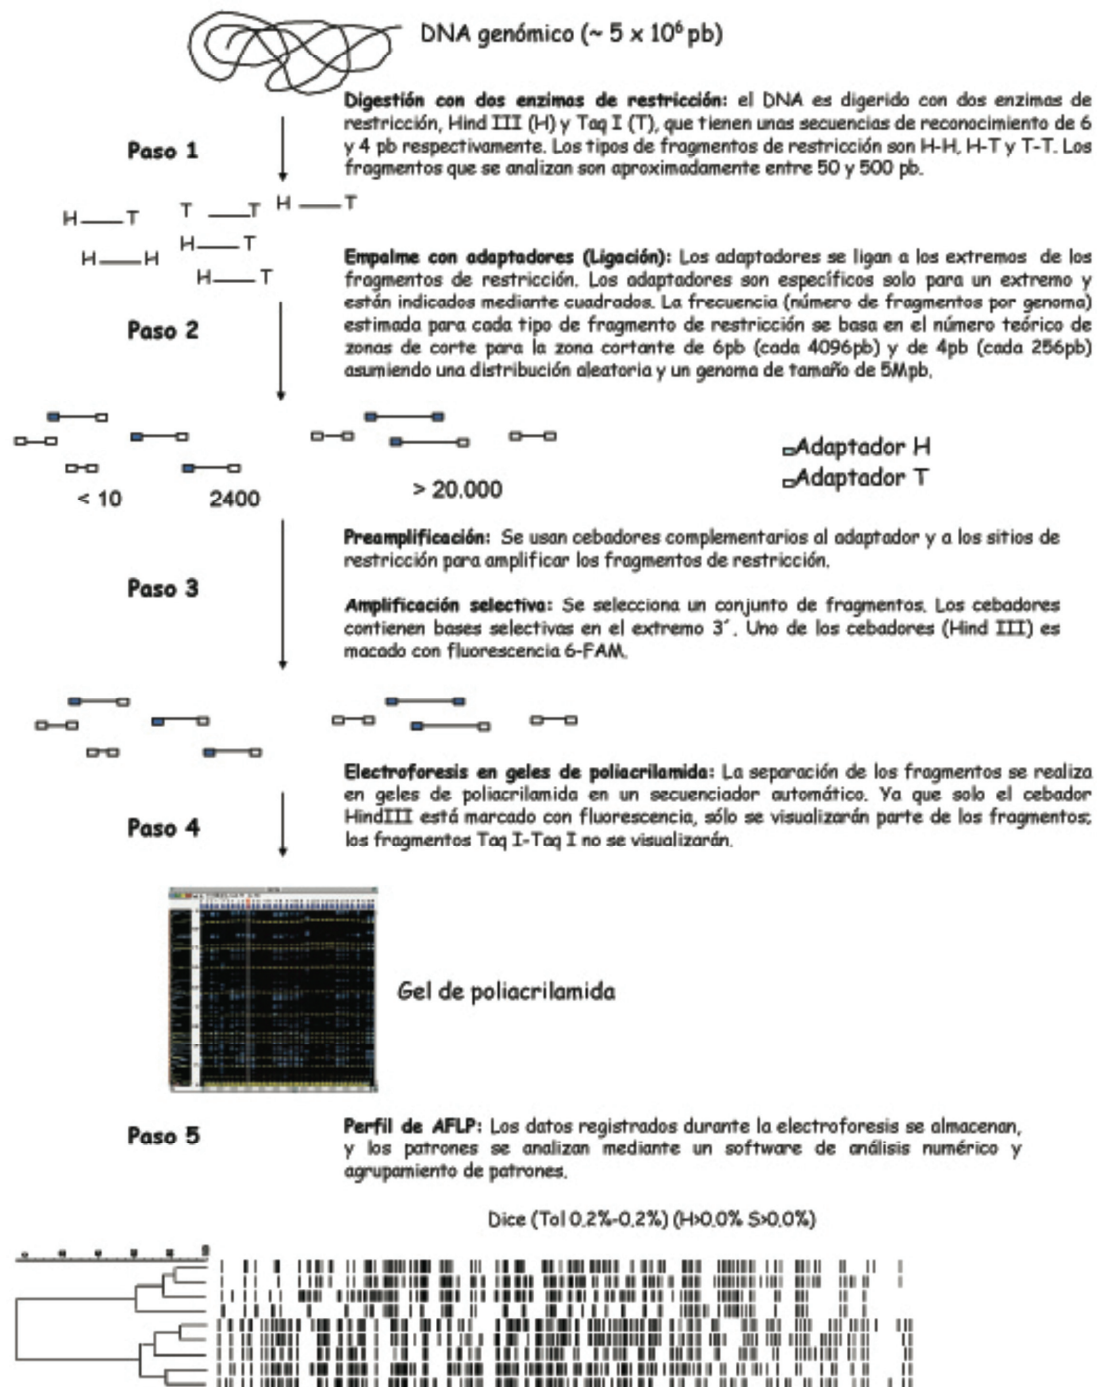 DNA genómico (~ 5 x 10⁶ pb)
Digestión con dos enzimas de restricción: el DNA es digerido con dos enzimas de
restricción, Hind III (H) y Taq I (T), que tienen unas secuencias de reconocimiento de 6
y 4 pb respectivamente. Los tipos de fragmentos de restricción son H-H, H-T y T-T. Los
fragmentos que se analizan son aproximadamente entre 50 y 500 pb.
Paso 1
H T T T H T
H H H T
H T
Empalme con adaptadores (Ligación): Los adaptadores se ligan a los extremos de los
fragmentos de restricción. Los adaptadores son específicos solo para un extremo y
están indicados mediante cuadrados. La frecuencia (número de fragmentos por genoma)
estimada para cada tipo de fragmento de restricción se basa en el número teórico de
zonas de corte para la zona cortante de 6pb (cada 4096pb) y de 4pb (cada 256pb)
asumiendo una distribución aleatoria y un genoma de tamaño de 5Mpb.
Paso 2
Adaptador H
Adaptador T
< 10 2400 > 20.000
Preamplificación: Se usan cebadores complementarios al adaptador y a los sitios de
restricción para amplificar los fragmentos de restricción.
Paso 3
Amplificación selectiva: Se selecciona un conjunto de fragmentos. Los cebadores
contienen bases selectivas en el extremo 3´. Uno de los cebadores (Hind III) es
macado con fluorescencia 6-FAM.
Electroforesis en geles de poliacrilamida: La separación de los fragmentos se realiza
en geles de poliacrilamida en un secuenciador automático. Ya que solo el cebador
HindIII está marcado con fluorescencia, sólo se visualizarán parte de los fragmentos;
los fragmentos Taq I-Taq I no se visualizarán.
Paso 4
Gel de poliacrilamida
Paso 5
Perfil de AFLP: Los datos registrados durante la electroforesis se almacenan,
y los patrones se analizan mediante un software de análisis numérico y
agrupamiento de patrones.
Dice (Tol 0.2%-0.2%) (H>0.0% S>0.0%)